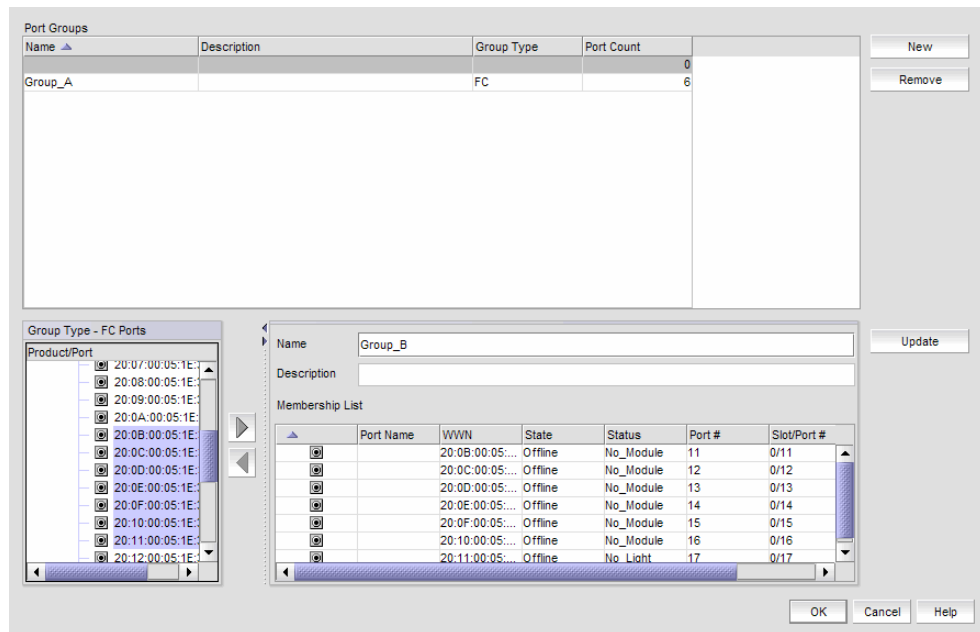 Port Groups
Name Description Group Type Port Count
0
Group_A FC 6
New
Remove
Group Type - FC Ports
Product/Port
20:07:00:05:1E:
20:08:00:05:1E:
20:09:00:05:1E:
20:0A:00:05:1E:
20:0B:00:05:1E:
20:0C:00:05:1E:
20:0D:00:05:1E:
20:0E:00:05:1E:
20:0F:00:05:1E:
20:10:00:05:1E:
20:11:00:05:1E:
20:12:00:05:1E:
Name Group_B
Description
Membership List
Port Name WWN State Status Port # Slot/Port #
20:0B:00:05:... Offline No_Module 11 0/11
20:0C:00:05:... Offline No_Module 12 0/12
20:0D:00:05:... Offline No_Module 13 0/13
20:0E:00:05:... Offline No_Module 14 0/14
20:0F:00:05:... Offline No_Module 15 0/15
20:10:00:05:... Offline No_Module 16 0/16
20:11:00:05:... Offline No_Light 17 0/17
Update
OK Cancel Help